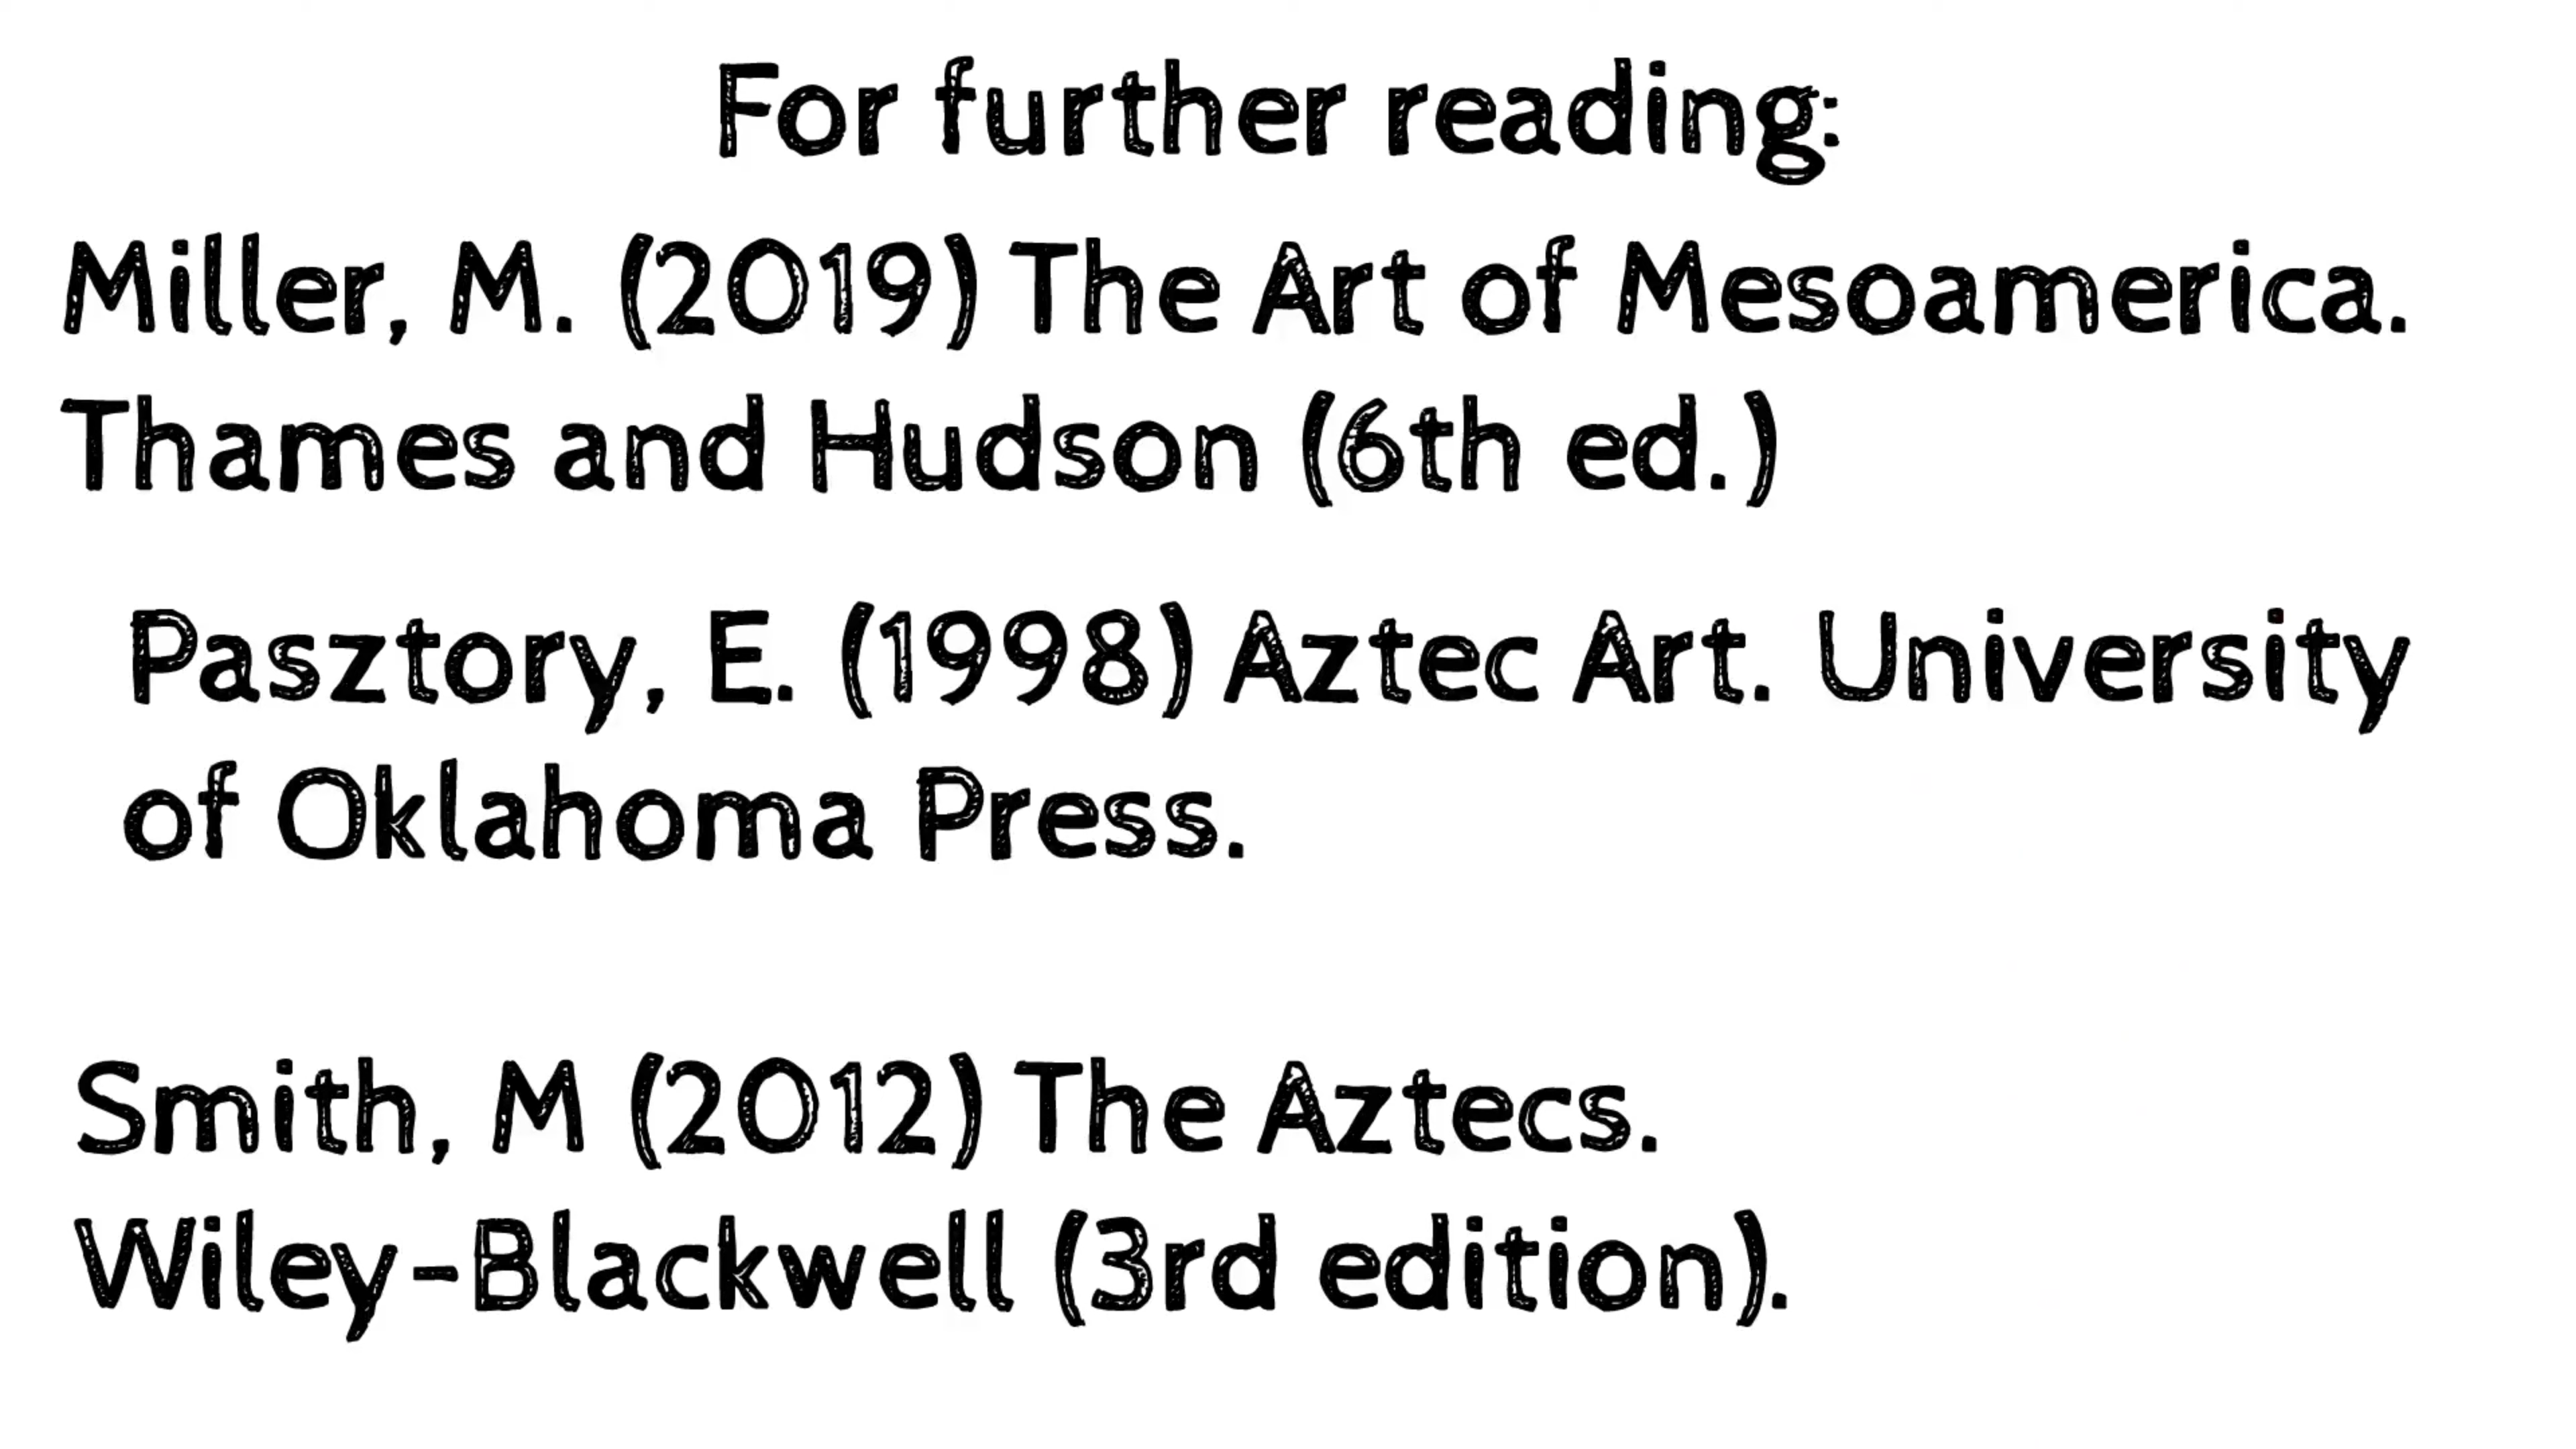 For further reading:
Miller, M. (2019) The Art of Mesoamerica.
Thames and Hudson (6th ed.)
Pasztory, E. (1998) Aztec Art. University
of Oklahoma Press.
Smith, M (2012) The Aztecs.
Wiley-Blackwell (3rd edition).